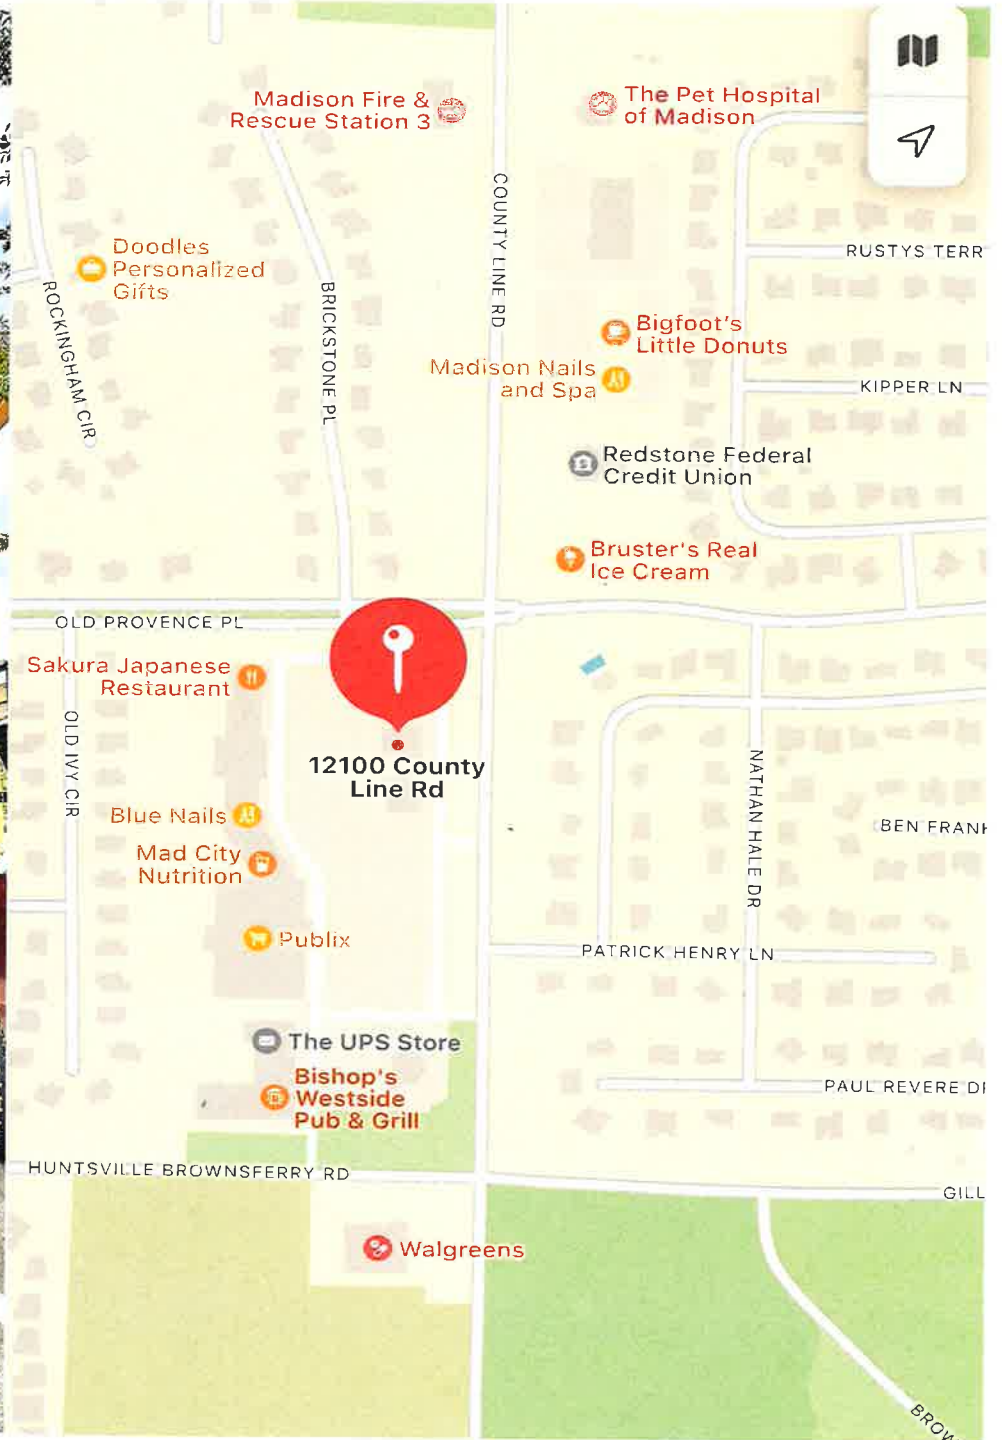 Madison Fire &
Rescue Station 3
The Pet Hospital
of Madison
COUNTY LINE RD
RUSTYS TERR
Doodles
Personalized
Gifts
ROCKINGHAM CIR
BRICKSTONE PL
Bigfoot's
Little Donuts
Madison Nails
and Spa
KIPPER LN
Redstone Federal
Credit Union
Bruster's Real
Ice Cream
OLD PROVENCE PL
Sakura Japanese
Restaurant
OLD IVY CIR
12100 County
Line Rd
NATHAN HALE DR
Blue Nails
BEN FRANK
Mad City
Nutrition
Publix
PATRICK HENRY LN
The UPS Store
Bishop's
Westside
Pub & Grill
PAUL REVERE D
HUNTSVILLE BROWNSFERRY RD
GILL
Walgreens
BROW